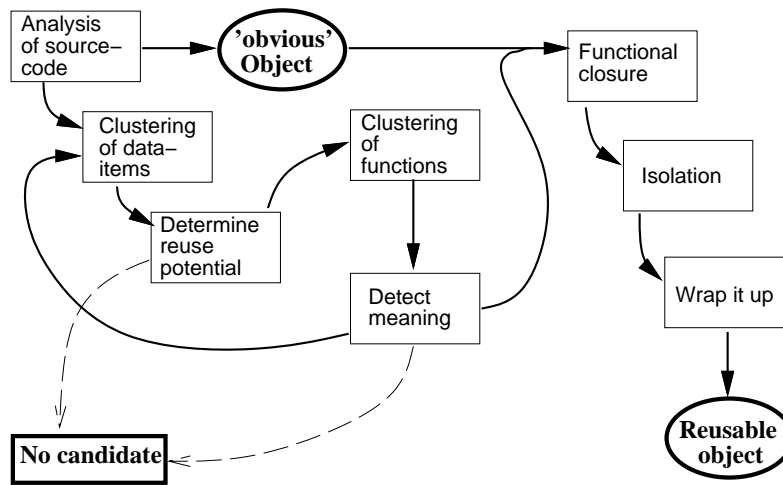 Analysis
of source–
code
'obvious'
Object
Functional
closure
Clustering
of data–
items
Clustering
of
functions
Isolation
Determine
reuse
potential
Detect
meaning
Wrap it up
No candidate
Reusable
object